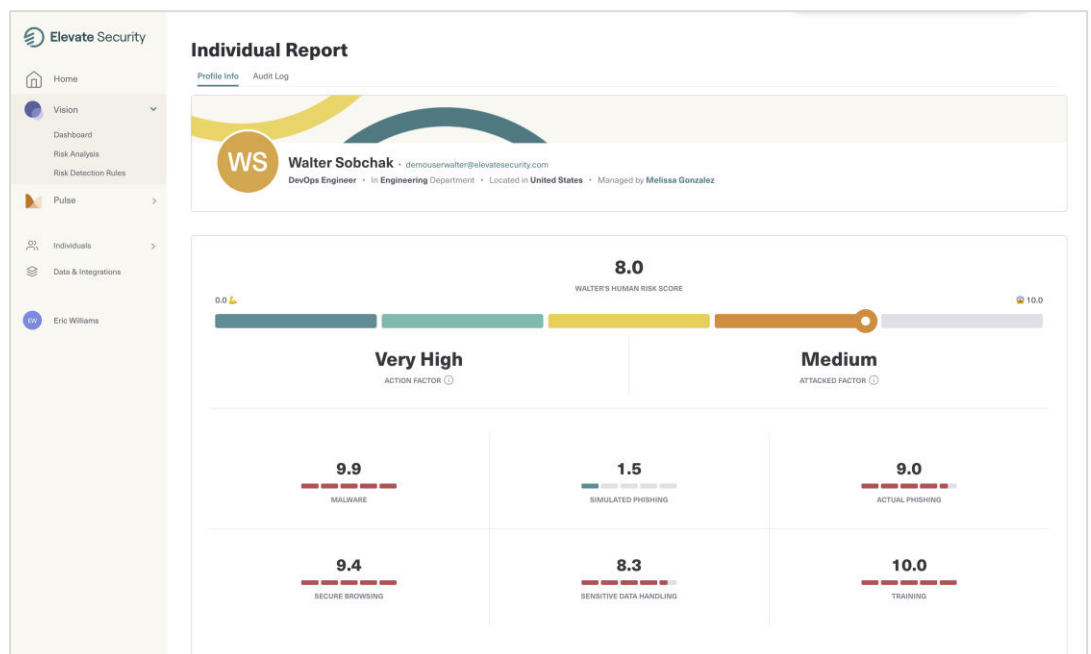 Elevate Security
Home
Vision
Dashboard
Risk Analysis
Risk Detection Rules
Pulse
Individuals
Data & Integrations
EW
Eric Williams
Individual Report
Profile Info Audit Log
WS
Walter Sobchak · demouserwalter@elevatesecurity.com
DevOps Engineer • In Engineering Department • Located in United States • Managed by Melissa Gonzalez
8.0
WALTER'S HUMAN RISK SCORE
0.0 💪 😱 10.0
Very High Medium
ACTION FACTOR ATTACKED FACTOR
9.9 1.5 9.0
MALWARE SIMULATED PHISHING ACTUAL PHISHING
9.4 8.3 10.0
SECURE BROWSING SENSITIVE DATA HANDLING TRAINING